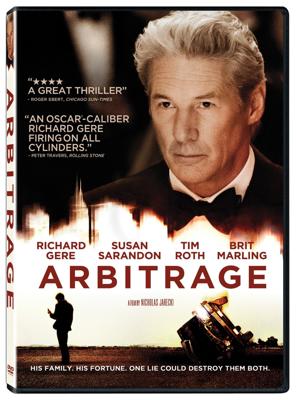 ARBITRAGE
"★★★★
A GREAT THRILLER"
- ROGER EBERT, CHICAGO SUN-TIMES
"AN OSCAR-CALIBER
RICHARD GERE
FIRING ON ALL
CYLINDERS."
- PETER TRAVERS, ROLLING STONE
RICHARD GERE
SUSAN SARANDON
TIM ROTH
BRIT MARLING
ARBITRAGE
A FILM BY NICHOLAS JARECKI
HIS FAMILY. HIS FORTUNE. ONE LIE COULD DESTROY THEM BOTH.
DVD